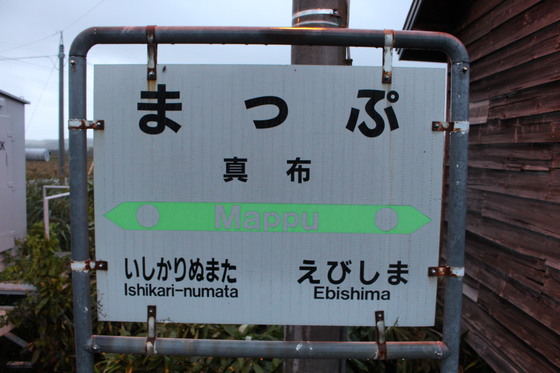 まっぷ
真布
Mappu
いしかりぬまた えびしま
Ishikari-numata Ebishima